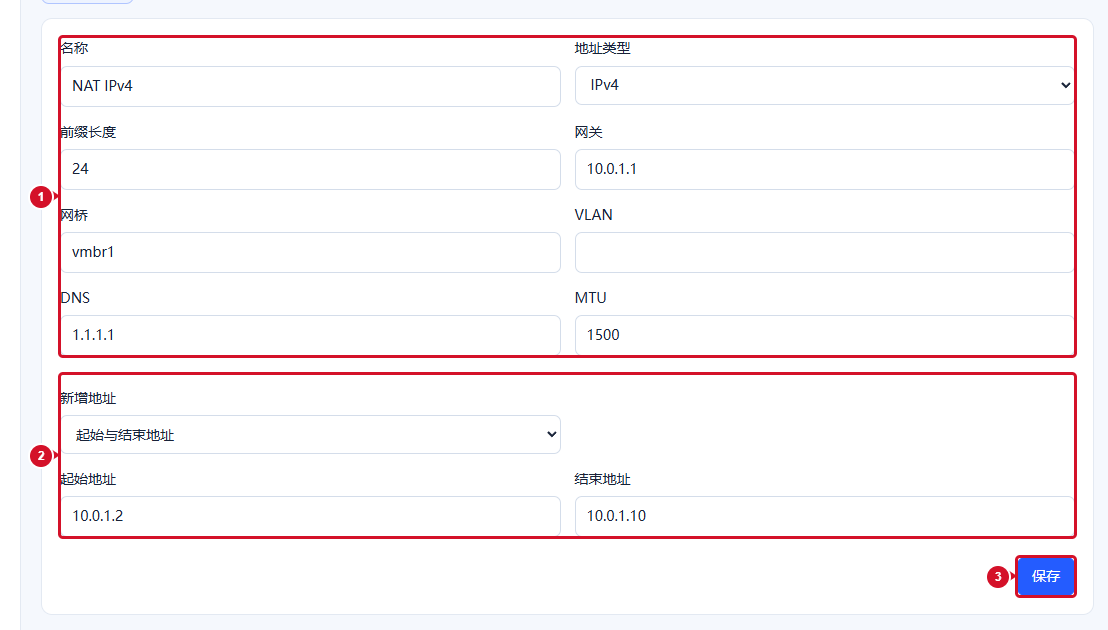 名称 地址类型
NAT IPv4 IPv4
前缀长度 网关
24 10.0.1.1
1
网桥 VLAN
vmbr1
DNS MTU
1.1.1.1 1500
新增地址
起始与结束地址
2
起始地址 结束地址
10.0.1.2 10.0.1.10
3 保存